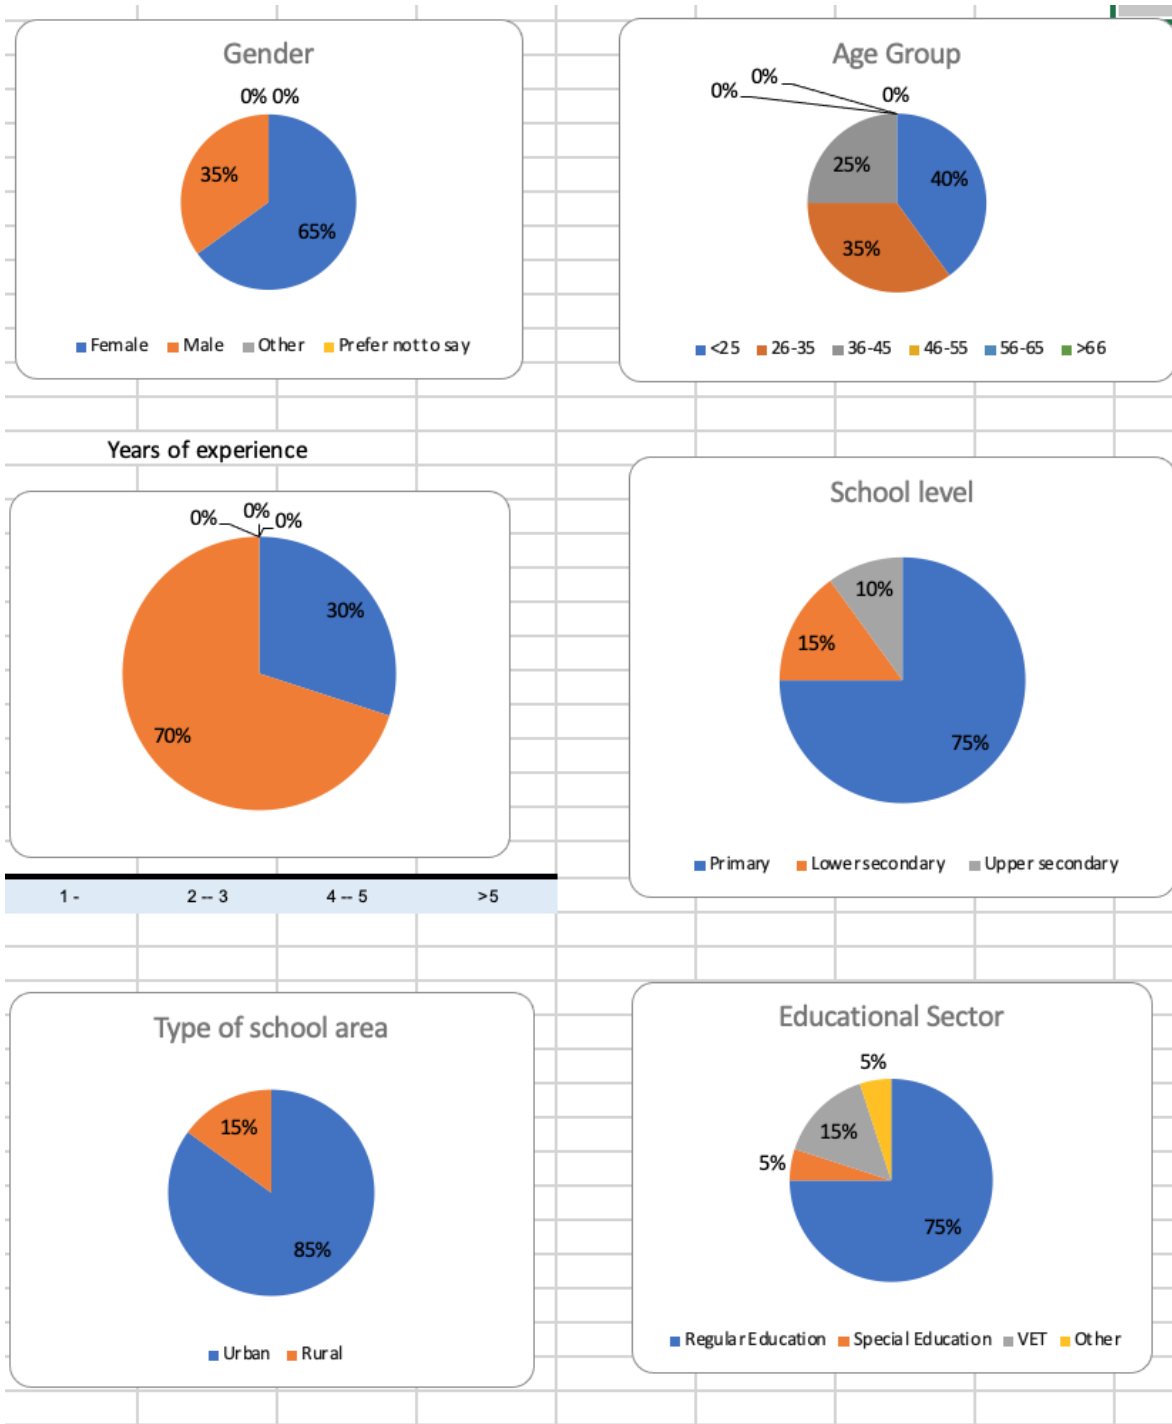 Gender
0% 0%
35%
65%
Female Male Other Prefer not to say
Age Group
0%
0%
0%
25%
40%
35%
<25 26-35 36-45 46-55 56-65 >66
Years of experience
0%
0%
0%
30%
70%
1 - 2 -- 3 4 -- 5 >5
School level
10%
15%
75%
Primary Lower secondary Upper secondary
Type of school area
15%
85%
Urban Rural
Educational Sector
5%
15%
5%
75%
Regular Education Special Education VET Other